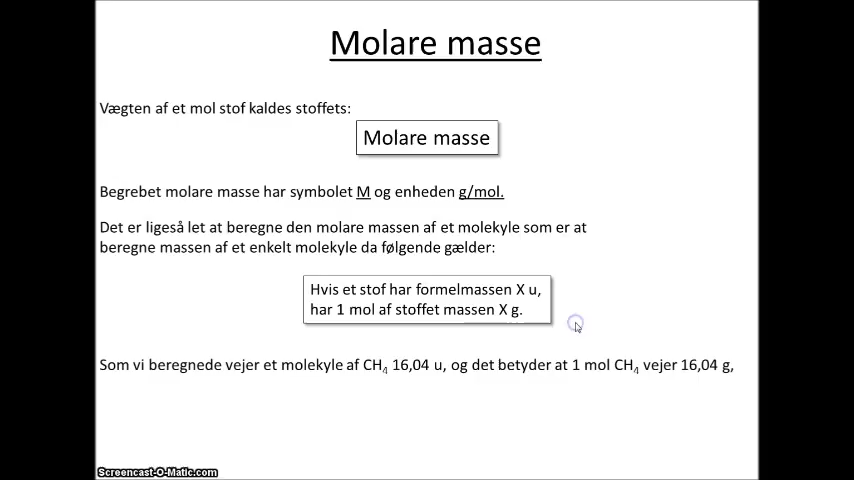 Molare masse
Vægten af et mol stof kaldes stoffets:
Molare masse
Begrebet molare masse har symbolet M og enheden g/mol.
Det er ligeså let at beregne den molare massen af et molekyle som er at
beregne massen af et enkelt molekyle da følgende gælder:
Hvis et stof har formelmassen X u,
har 1 mol af stoffet massen X g.
Som vi beregnede vejer et molekyle af CH₄ 16,04 u, og det betyder at 1 mol CH₄ vejer 16,04 g,
Screencast-O-Matic.com